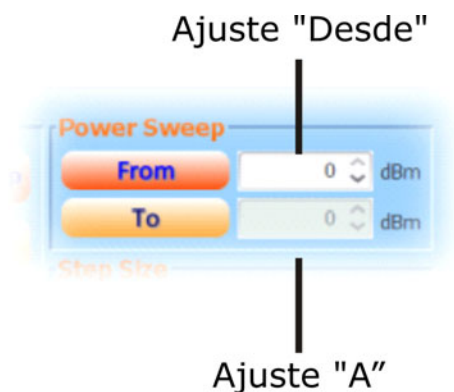 Ajuste "Desde"
Power Sweep
From 0 dBm
To 0 dBm
Step Size
Ajuste "A"